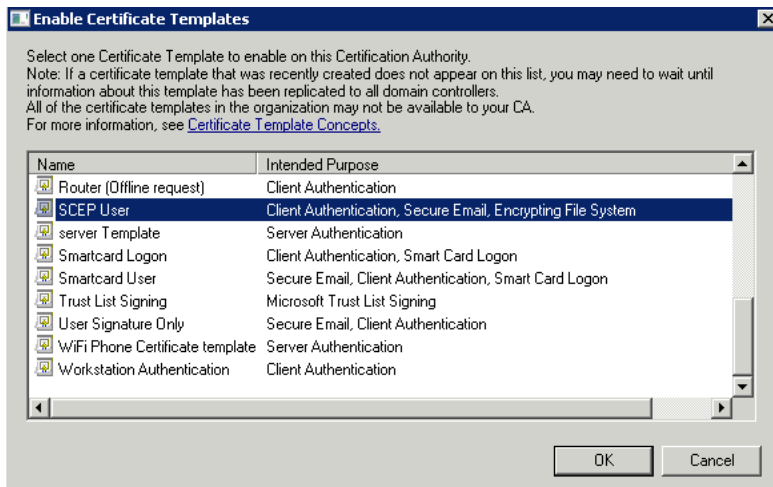 Enable Certificate Templates
Select one Certificate Template to enable on this Certification Authority.
Note: If a certificate template that was recently created does not appear on this list, you may need to wait until
information about this template has been replicated to all domain controllers.
All of the certificate templates in the organization may not be available to your CA.
For more information, see Certificate Template Concepts.
Name Intended Purpose
Router (Offline request) Client Authentication
SCEP User Client Authentication, Secure Email, Encrypting File System
server Template Server Authentication
Smartcard Logon Client Authentication, Smart Card Logon
Smartcard User Secure Email, Client Authentication, Smart Card Logon
Trust List Signing Microsoft Trust List Signing
User Signature Only Secure Email, Client Authentication
WiFi Phone Certificate template Server Authentication
Workstation Authentication Client Authentication
OK Cancel